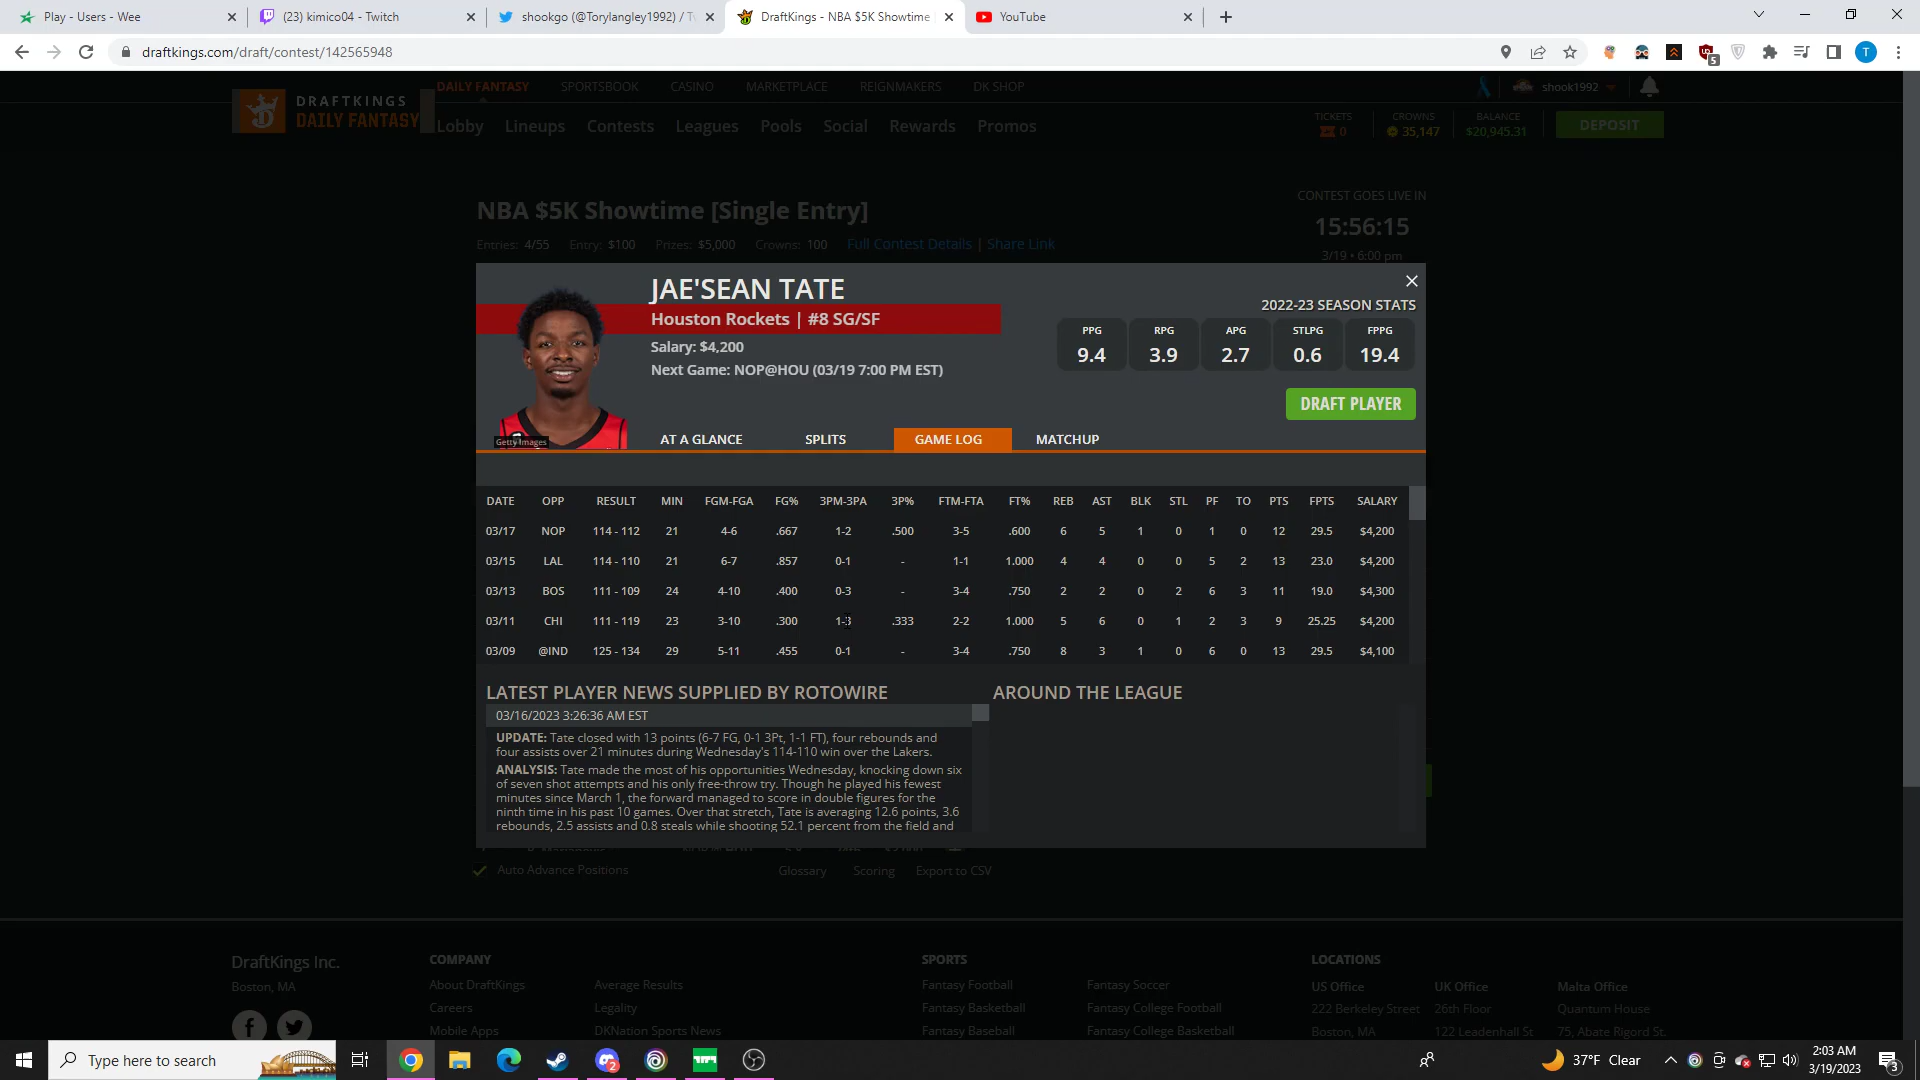 Play - Users - Wee
(23) kimico04 - Twitch
shookgo (@Torylangley1992) / Tw
DraftKings - NBA $5K Showtime
YouTube
draftkings.com/draft/contest/142565948
5
T
DRAFTKINGS
DAILY FANTASY
DAILY FANTASY SPORTSBOOK CASINO MARKETPLACE REIGNMAKERS DK SHOP
shook1992
Lobby Lineups Contests Leagues Pools Social Rewards Promos
TICKETS CROWNS BALANCE
0 35,147 $20,945.31
DEPOSIT
NBA $5K Showtime [Single Entry]
Entries: 4/55 Entry: $100 Prizes: $5,000 Crowns: 100 Full Contest Details | Share Link
CONTEST GOES LIVE IN
15:56:15
3/19 • 6:00 pm
JAE'SEAN TATE
Houston Rockets | #8 SG/SF
Salary: $4,200
Next Game: NOP@HOU (03/19 7:00 PM EST)
Getty Images
2022-23 SEASON STATS
PPG RPG APG STLPG FPPG
9.4 3.9 2.7 0.6 19.4
DRAFT PLAYER
AT A GLANCE SPLITS GAME LOG MATCHUP
DATE OPP RESULT MIN FGM-FGA FG% 3PM-3PA 3P% FTM-FTA FT% REB AST BLK STL PF TO PTS FPTS SALARY
03/17 NOP 114 - 112 21 4-6 .667 1-2 .500 3-5 .600 6 5 1 0 1 0 12 29.5 $4,200
03/15 LAL 114 - 110 21 6-7 .857 0-1 - 1-1 1.000 4 4 0 0 5 2 13 23.0 $4,200
03/13 BOS 111 - 109 24 4-10 .400 0-3 - 3-4 .750 2 2 0 2 6 3 11 19.0 $4,300
03/11 CHI 111 - 119 23 3-10 .300 1-3 .333 2-2 1.000 5 6 0 1 2 3 9 25.25 $4,200
03/09 @IND 125 - 134 29 5-11 .455 0-1 - 3-4 .750 8 3 1 0 6 0 13 29.5 $4,100
LATEST PLAYER NEWS SUPPLIED BY ROTOWIRE
03/16/2023 3:26:36 AM EST
UPDATE: Tate closed with 13 points (6-7 FG, 0-1 3Pt, 1-1 FT), four rebounds and
four assists over 21 minutes during Wednesday's 114-110 win over the Lakers.
ANALYSIS: Tate made the most of his opportunities Wednesday, knocking down six
of seven shot attempts and his only free-throw try. Though he played his fewest
minutes since March 1, the forward managed to score in double figures for the
ninth time in his past 10 games. Over that stretch, Tate is averaging 12.6 points, 3.6
rebounds, 2.5 assists and 0.8 steals while shooting 52.1 percent from the field and
AROUND THE LEAGUE
Auto Advance Positions
Glossary Scoring Export to CSV
DraftKings Inc.
Boston, MA
COMPANY
About DraftKings Average Results
Careers Legality
Mobile Apps DKNation Sports News
SPORTS
Fantasy Football Fantasy Soccer
Fantasy Basketball Fantasy College Football
Fantasy Baseball Fantasy College Basketball
LOCATIONS
US Office UK Office Malta Office
222 Berkeley Street 26th Floor Quantum House
Boston, MA 122 Leadenhall St 75, Abate Rigord St.
Type here to search
2
37°F Clear
2:03 AM
3/19/2023
3